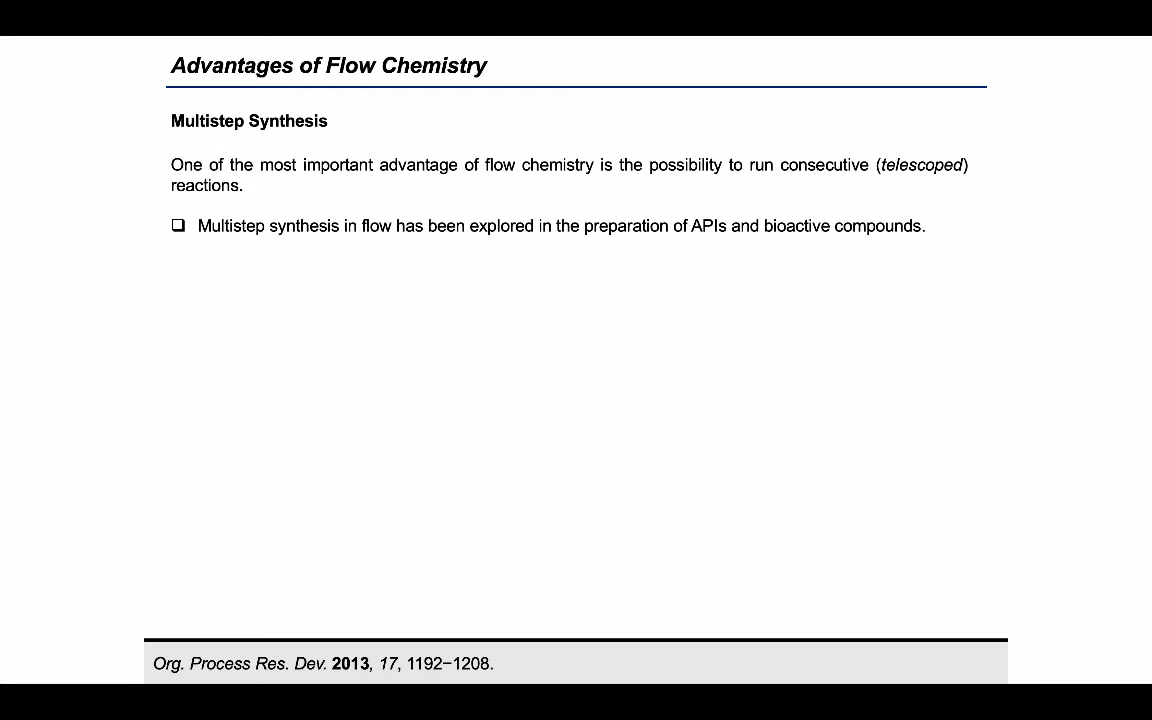 Advantages of Flow Chemistry
Multistep Synthesis
One of the most important advantage of flow chemistry is the possibility to run consecutive (telescoped)
reactions.
❑ Multistep synthesis in flow has been explored in the preparation of APIs and bioactive compounds.
Org. Process Res. Dev. 2013, 17, 1192−1208.